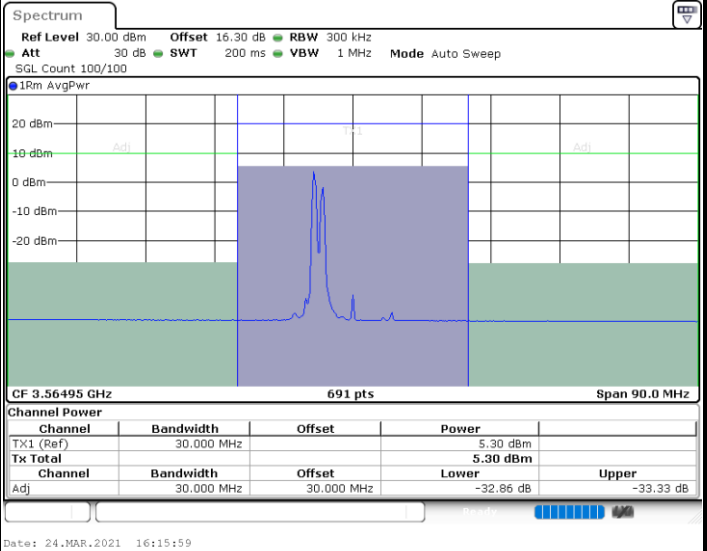 Spectrum
Ref Level 30.00 dBm Offset 16.30 dB RBW 300 kHz
Att 30 dB SWT 200 ms VBW 1 MHz Mode Auto Sweep
SGL Count 100/100
1Rm AvgPwr
20 dBm
TX1
Adj Adj
10 dBm
0 dBm
-10 dBm
-20 dBm
CF 3.56495 GHz 691 pts Span 90.0 MHz
Channel Power
Channel Bandwidth Offset Power
TX1 (Ref) 30.000 MHz 5.30 dBm
Tx Total 5.30 dBm
Channel Bandwidth Offset Lower Upper
Adj 30.000 MHz 30.000 MHz -32.86 dB -33.33 dB
Ready
Date: 24.MAR.2021 16:15:59